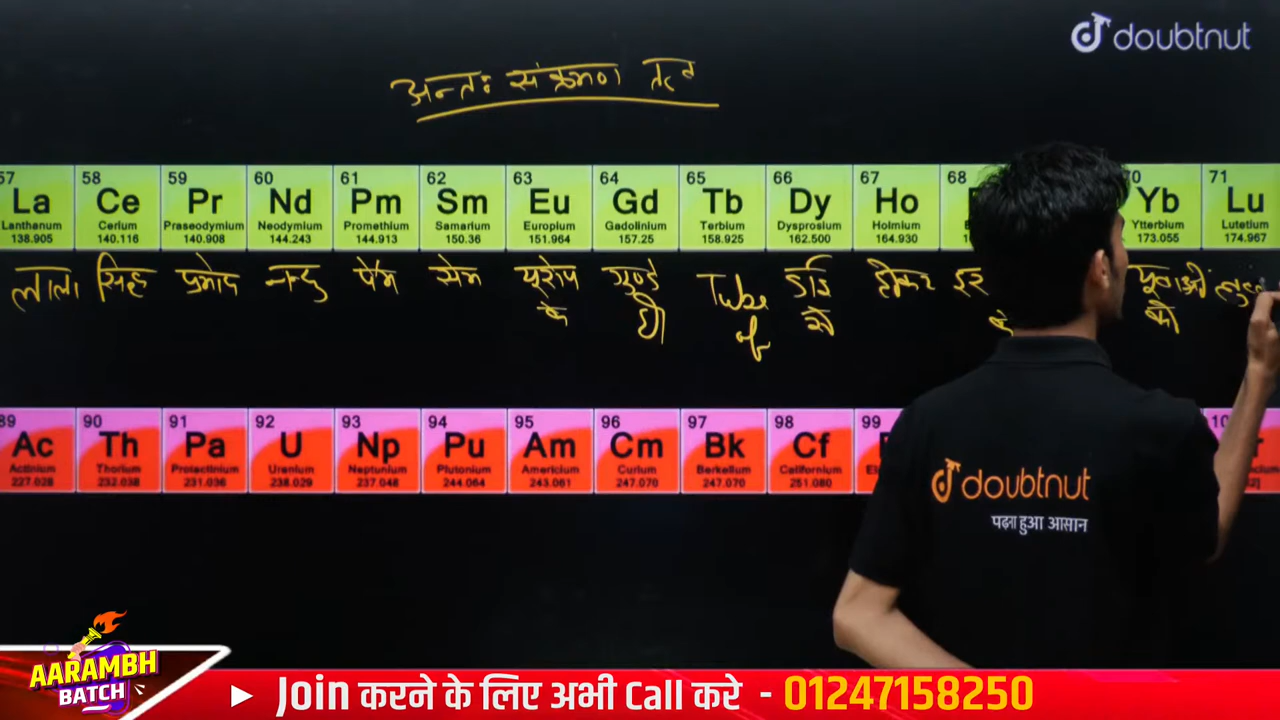 doubtnut
अन्तः संक्रमण तत्व
57 58 59 60 61 62 63 64 65 66 67 68 70 71
La Ce Pr Nd Pm Sm Eu Gd Tb Dy Ho Yb Lu
Lanthanum Cerium Praseodymium Neodymium Promethium Samarium Europium Gadolinium Terbium Dysprosium Holmium Ytterbium Lutetium
138.905 140.116 140.908 144.243 144.913 150.36 151.964 157.25 158.925 162.500 164.930 173.055 174.967
लाला सिंह प्रमोद नन्दु प्रेम सेम यूरोप गुण्डे Tube डाई होकर इर युवाओं
के घी of से के को
89 90 91 92 93 94 95 96 97 98 99
Ac Th Pa U Np Pu Am Cm Bk Cf
Actinium Thorium Protactinium Uranium Neptunium Plutonium Americium Curium Berkelium Californium
227.028 232.038 231.036 238.029 237.048 244.064 243.061 247.070 247.070 251.080
doubtnut
पढ़ना हुआ आसान
AARAMBH
BATCH
Join करने के लिए अभी Call करे - 01247158250